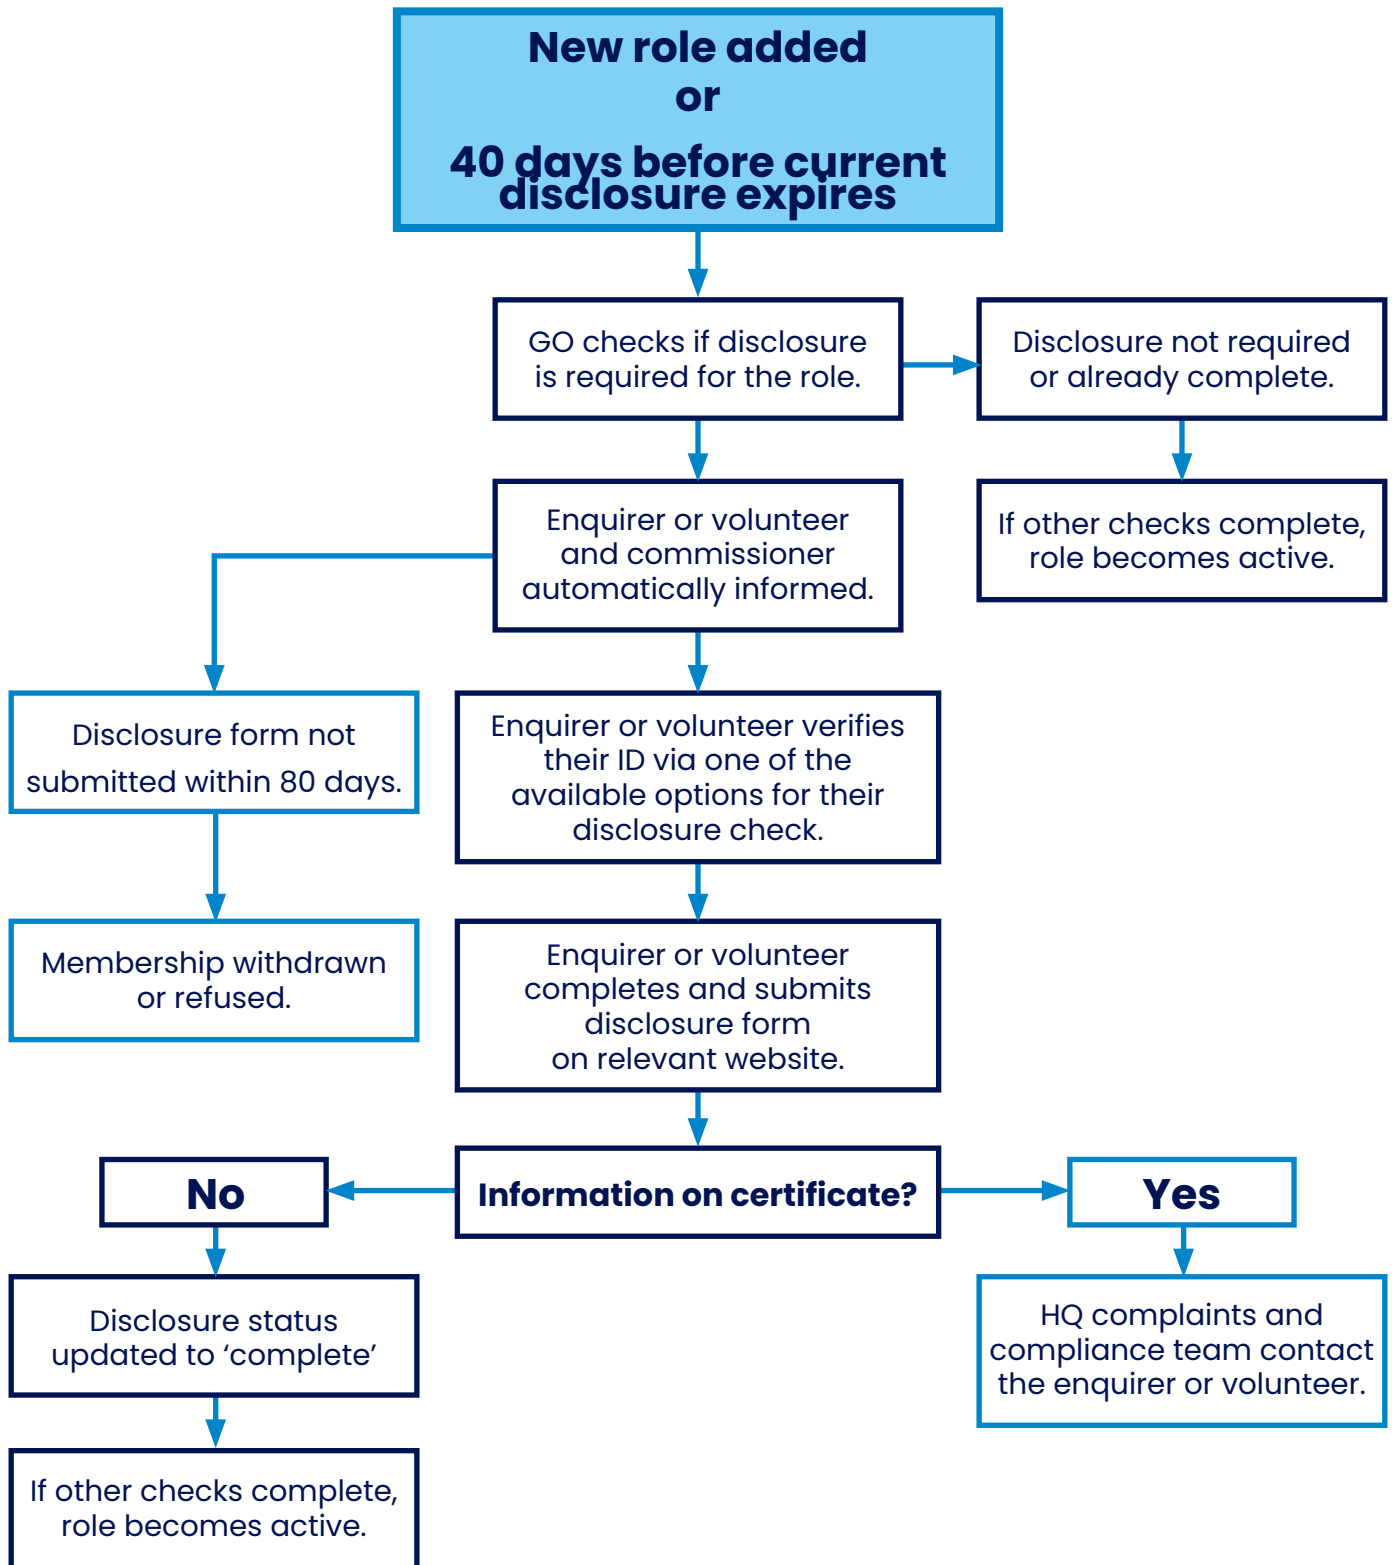 New role added
or
40 days before current
disclosure expires
GO checks if disclosure
is required for the role.
Disclosure not required
or already complete.
Enquirer or volunteer
and commissioner
automatically informed.
If other checks complete,
role becomes active.
Disclosure form not
submitted within 80 days.
Enquirer or volunteer verifies
their ID via one of the
available options for their
disclosure check.
Membership withdrawn
or refused.
Enquirer or volunteer
completes and submits
disclosure form
on relevant website.
No
Information on certificate?
Yes
Disclosure status
updated to ‘complete’
HQ complaints and
compliance team contact
the enquirer or volunteer.
If other checks complete,
role becomes active.